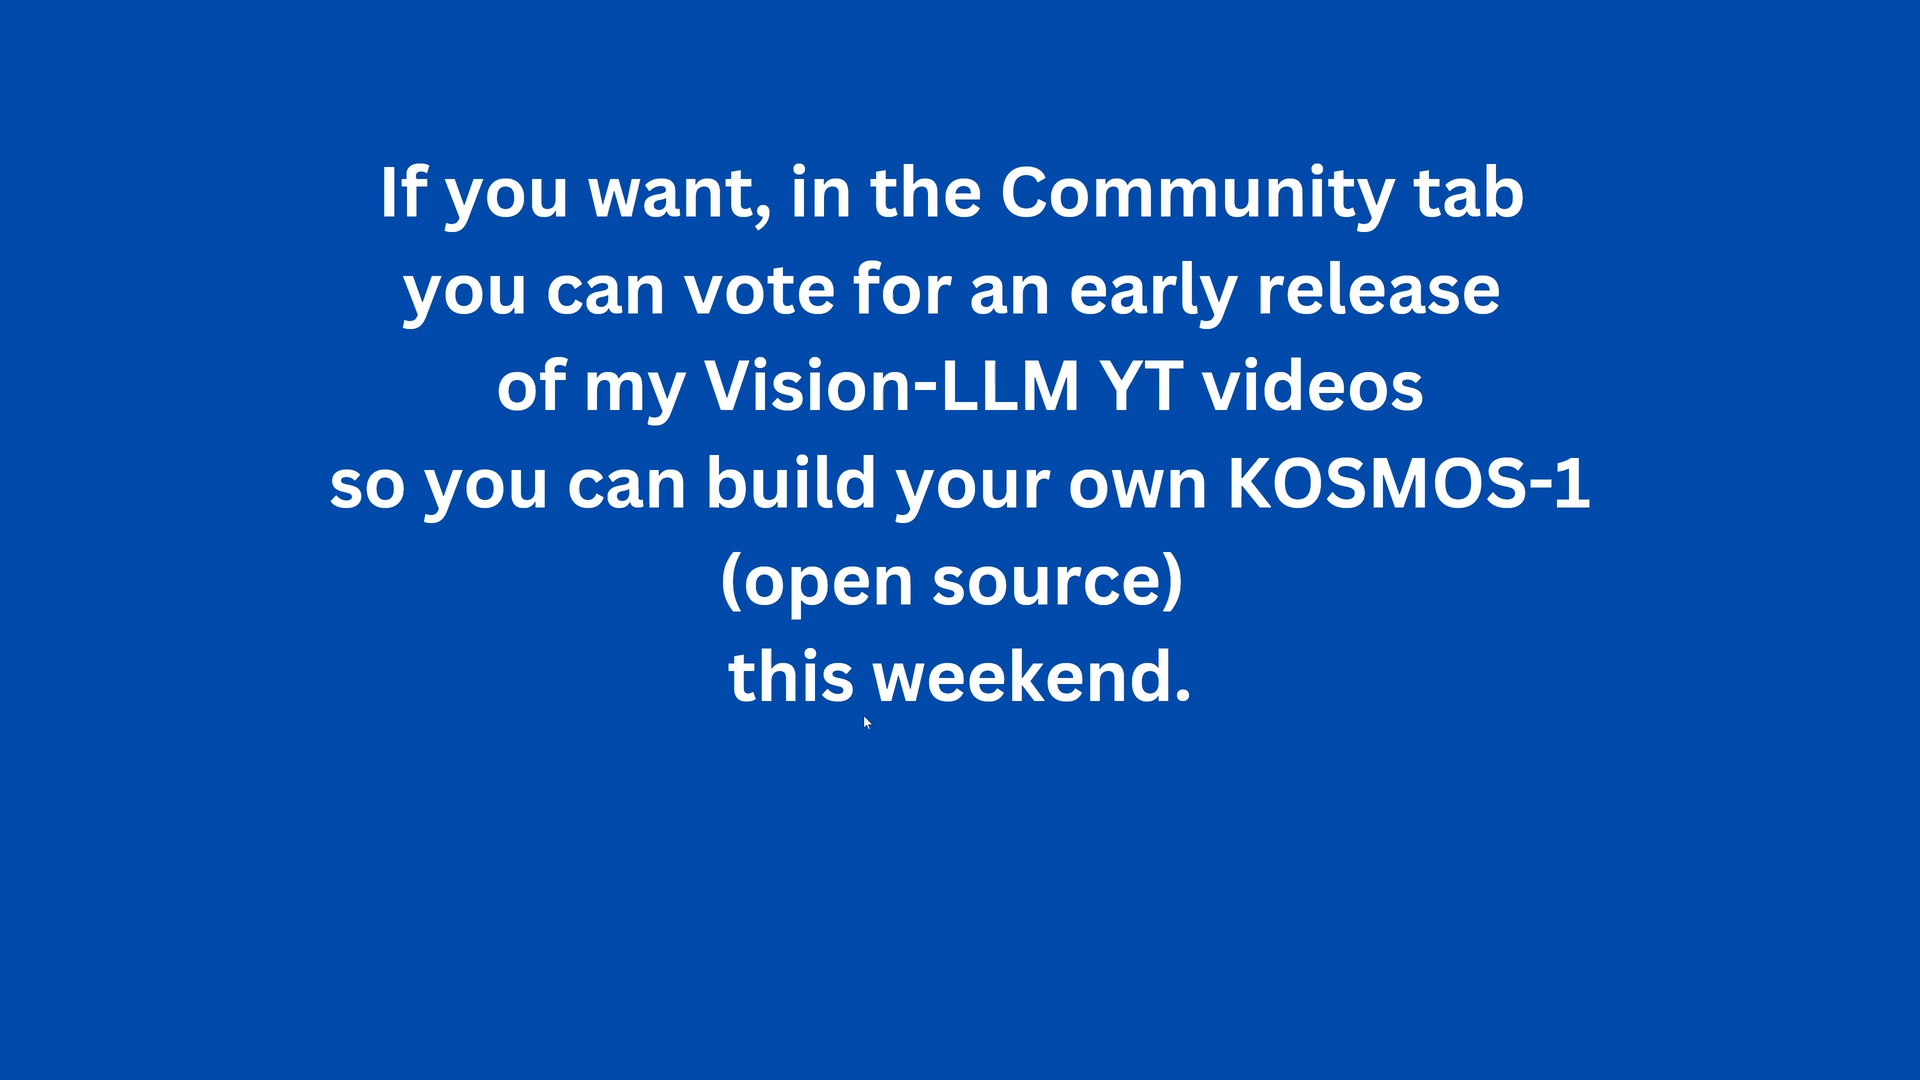 If you want, in the Community tab
you can vote for an early release
of my Vision-LLM YT videos
so you can build your own KOSMOS-1
(open source)
this weekend.